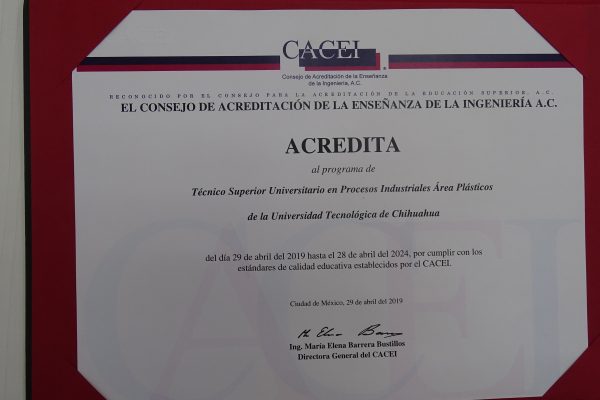 CACEI
Consejo de Acreditación de la Enseñanza
de la Ingeniería, A.C.
RECONOCIDO POR EL CONSEJO PARA LA ACREDITACIÓN DE LA EDUCACIÓN SUPERIOR, A.C.
EL CONSEJO DE ACREDITACIÓN DE LA ENSEÑANZA DE LA INGENIERÍA A.C.
ACREDITA
al programa de
Técnico Superior Universitario en Procesos Industriales Área Plásticos
de la Universidad Tecnológica de Chihuahua
del día 29 de abril del 2019 hasta el 28 de abril del 2024, por cumplir con los
estándares de calidad educativa establecidos por el CACEI.
Ciudad de México, 29 de abril del 2019
Ing. María Elena Barrera Bustillos
Directora General del CACEI
CACEI